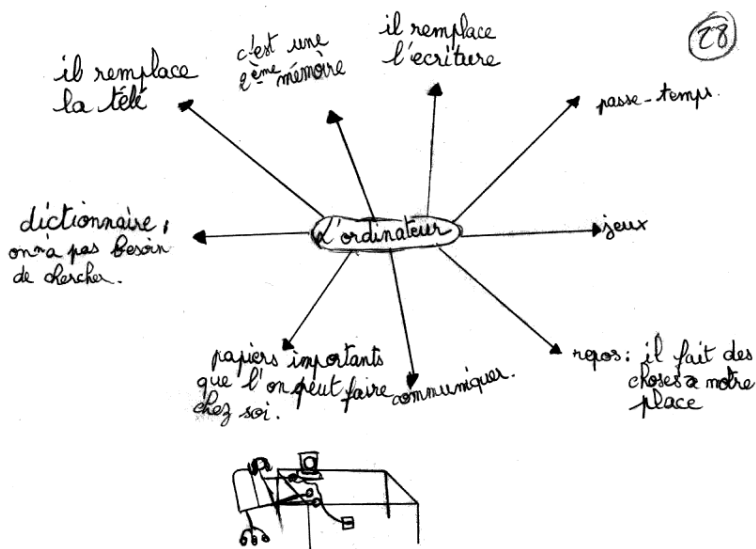 28
il remplace
la télé
c'est une
2ème mémoire
il remplace
l'écriture
passe-temps.
dictionnaire,
on n'a pas besoin
de chercher.
L'ordinateur
jeux
papiers importants
que l'on peut faire
chez soi.
communiquer.
repos: il fait des
choses à notre
place